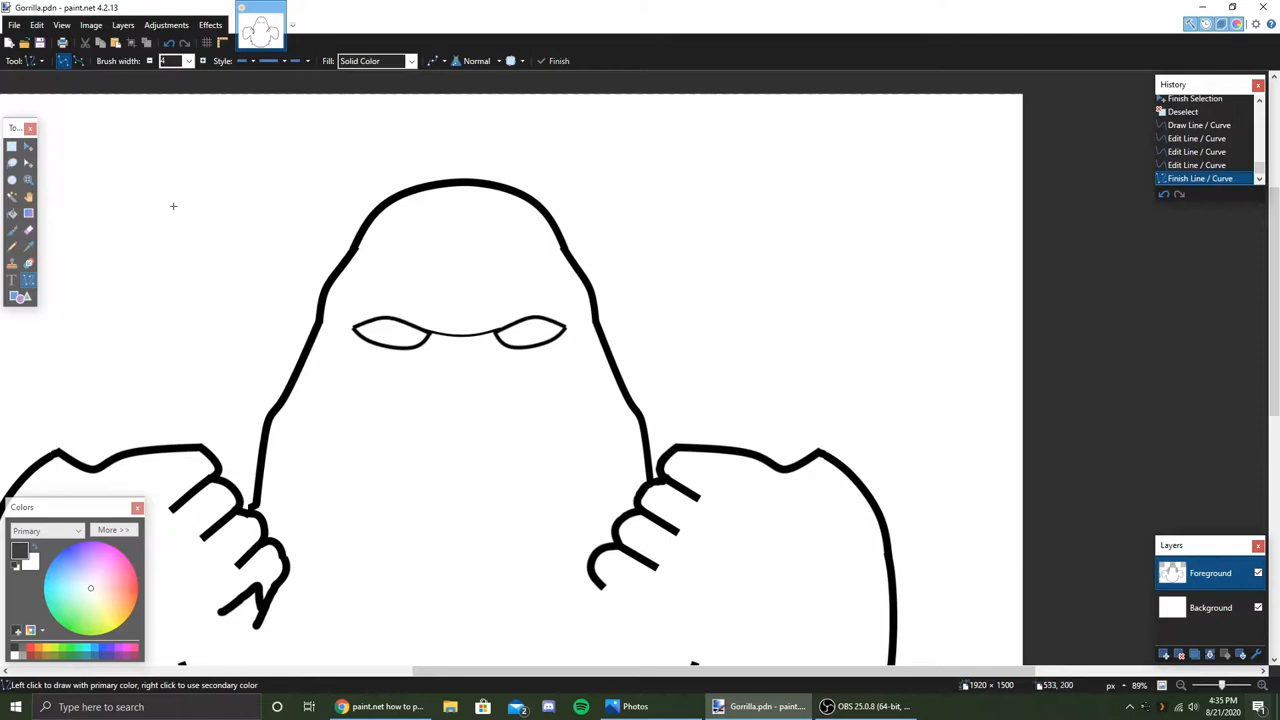 Gorilla.pdn - paint.net 4.2.13
File Edit View Image Layers Adjustments Effects
Tool: Brush width: 4 Style: Fill: Solid Color Normal Finish
History
Finish Selection
Deselect
Draw Line / Curve
Edit Line / Curve
Edit Line / Curve
Edit Line / Curve
Finish Line / Curve
To...
Colors
Primary More >>
Layers
Foreground
Background
Left click to draw with primary color, right click to use secondary color 1920 × 1500 533, 200 px 89%
Type here to search paint.net how to p... 2 Photos Gorilla.pdn - paint.... OBS 25.0.8 (64-bit, ... 4:35 PM
8/21/2020 1